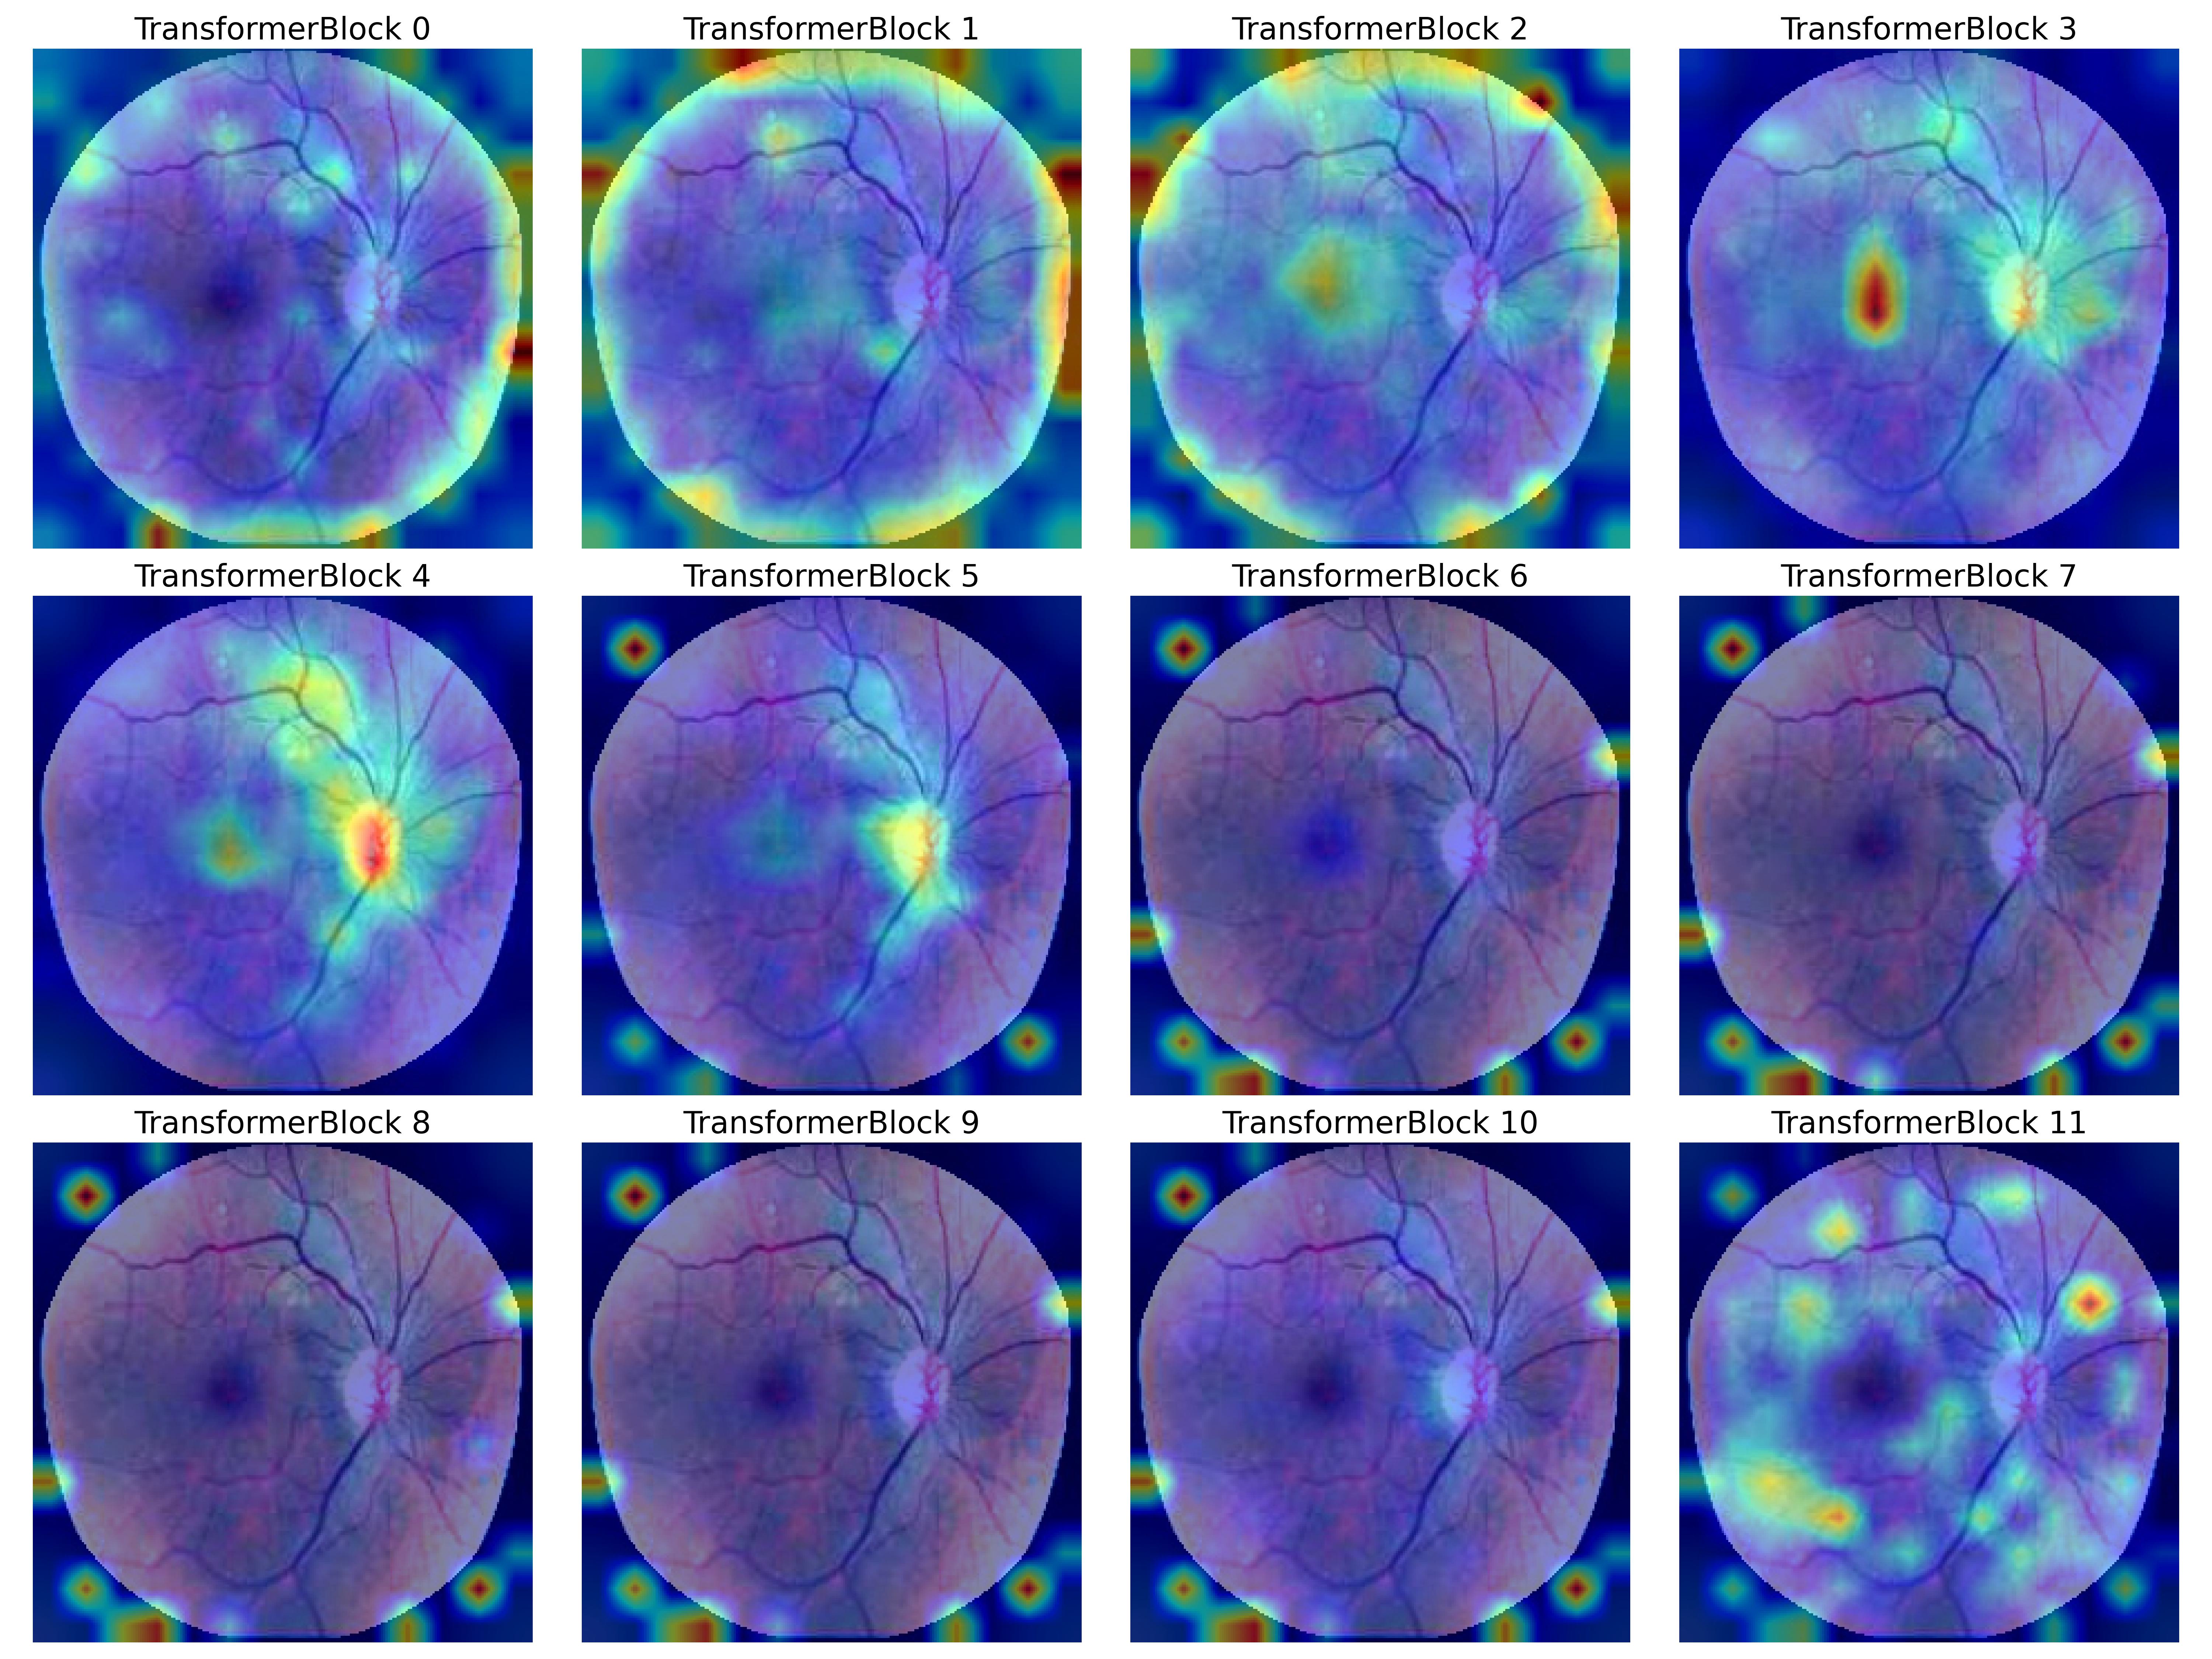 TransformerBlock 0
TransformerBlock 1
TransformerBlock 2
TransformerBlock 3
TransformerBlock 4
TransformerBlock 5
TransformerBlock 6
TransformerBlock 7
TransformerBlock 8
TransformerBlock 9
TransformerBlock 10
TransformerBlock 11